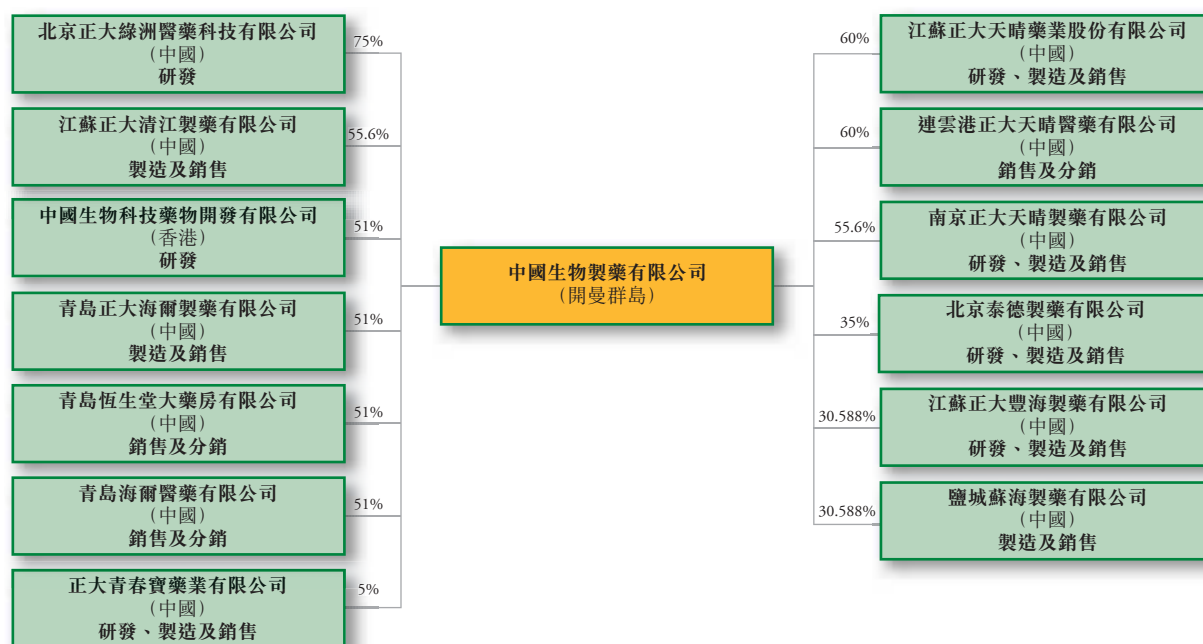 北京正大綠洲醫藥科技有限公司
(中國)
研發
75%
江蘇正大清江製藥有限公司
(中國)
製造及銷售
55.6%
中國生物科技藥物開發有限公司
(香港)
研發
51%
青島正大海爾製藥有限公司
(中國)
製造及銷售
51%
青島恆生堂大藥房有限公司
(中國)
銷售及分銷
51%
青島海爾醫藥有限公司
(中國)
銷售及分銷
51%
正大青春寶藥業有限公司
(中國)
研發、製造及銷售
5%
中國生物製藥有限公司
(開曼群島)
60%
江蘇正大天晴藥業股份有限公司
(中國)
研發、製造及銷售
60%
連雲港正大天晴醫藥有限公司
(中國)
銷售及分銷
55.6%
南京正大天晴製藥有限公司
(中國)
研發、製造及銷售
35%
北京泰德製藥有限公司
(中國)
研發、製造及銷售
30.588%
江蘇正大豐海製藥有限公司
(中國)
研發、製造及銷售
30.588%
鹽城蘇海製藥有限公司
(中國)
製造及銷售